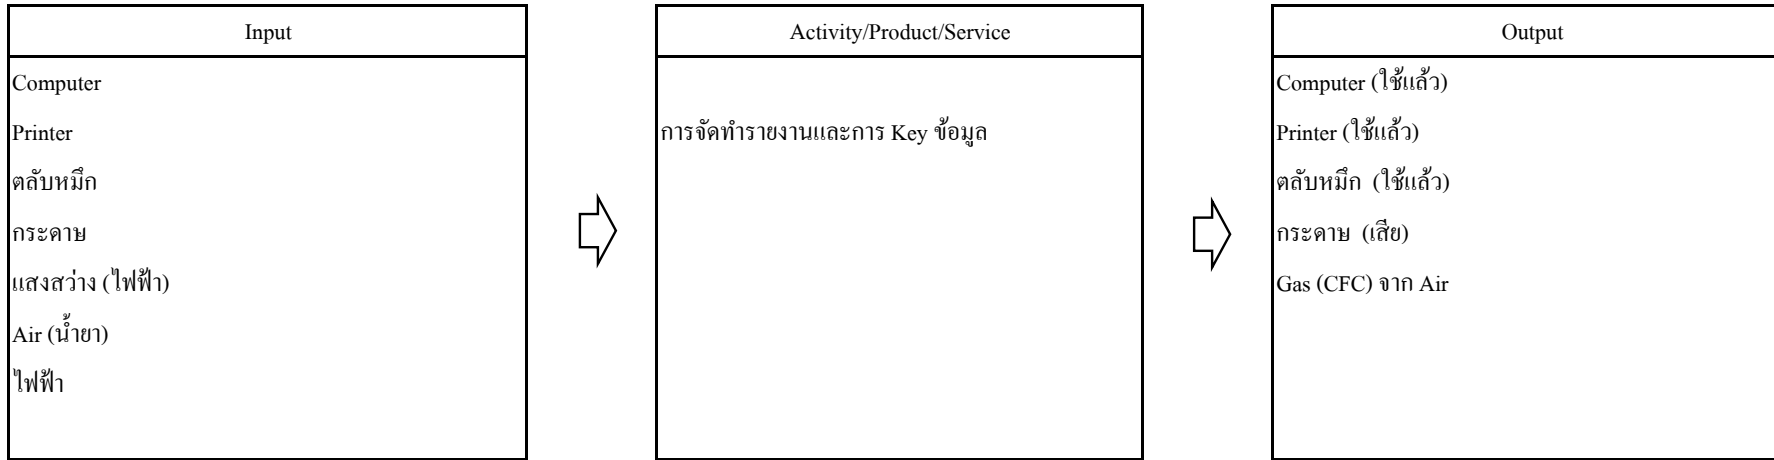 Input
Computer
Printer
ตลับหมึก
กระดาษ
แสงสว่าง (ไฟฟ้า)
Air (น้ำยา)
ไฟฟ้า
Activity/Product/Service
การจัดทำรายงานและการ Key ข้อมูล
Output
Computer (ใช้แล้ว)
Printer (ใช้แล้ว)
ตลับหมึก (ใช้แล้ว)
กระดาษ (เสีย)
Gas (CFC) จาก Air